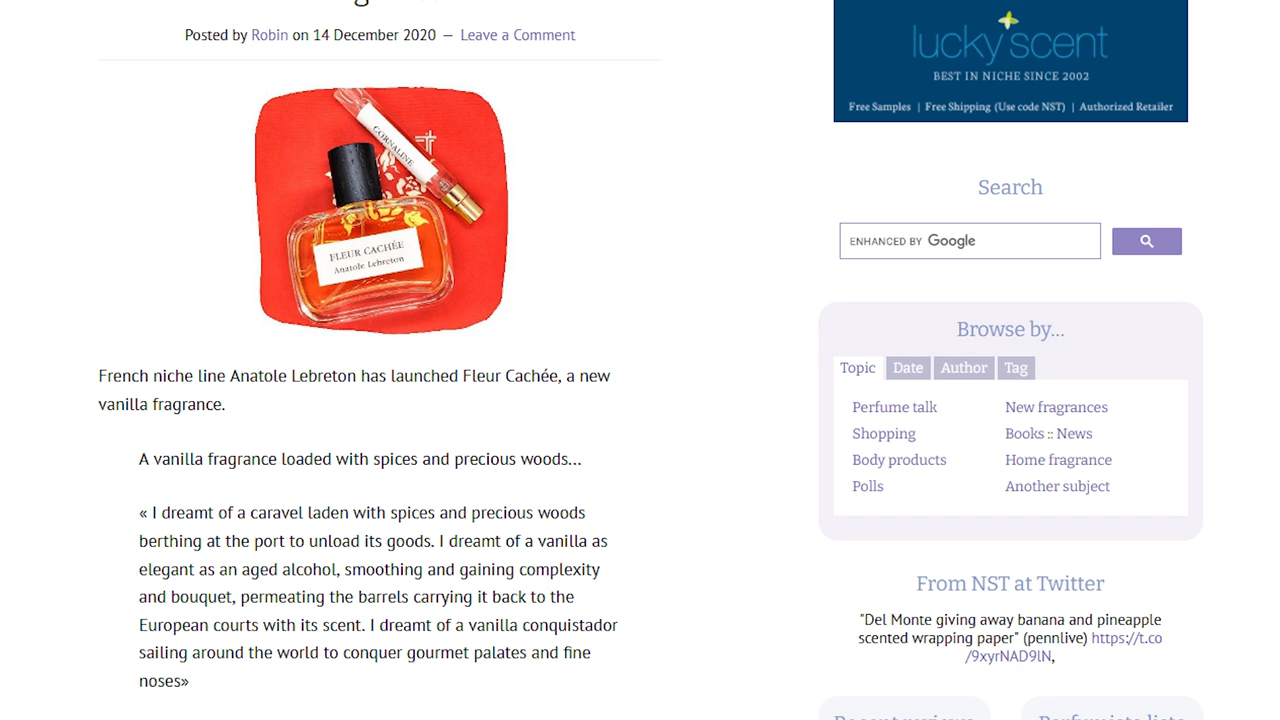 Posted by Robin on 14 December 2020 — Leave a Comment
CORNALINE
FLEUR CACHÉE
Anatole Lebreton
French niche line Anatole Lebreton has launched Fleur Cachée, a new
vanilla fragrance.
A vanilla fragrance loaded with spices and precious woods...
« I dreamt of a caravel laden with spices and precious woods
berthing at the port to unload its goods. I dreamt of a vanilla as
elegant as an aged alcohol, smoothing and gaining complexity
and bouquet, permeating the barrels carrying it back to the
European courts with its scent. I dreamt of a vanilla conquistador
sailing around the world to conquer gourmet palates and fine
noses»
lucky scent
BEST IN NICHE SINCE 2002
Free Samples | Free Shipping (Use code NST) | Authorized Retailer
Search
ENHANCED BY Google
Browse by...
Topic Date Author Tag
Perfume talk New fragrances
Shopping Books :: News
Body products Home fragrance
Polls Another subject
From NST at Twitter
"Del Monte giving away banana and pineapple
scented wrapping paper" (pennlive) https://t.co
/9xyrNAD9lN,
Recent reviews Perfumista lists